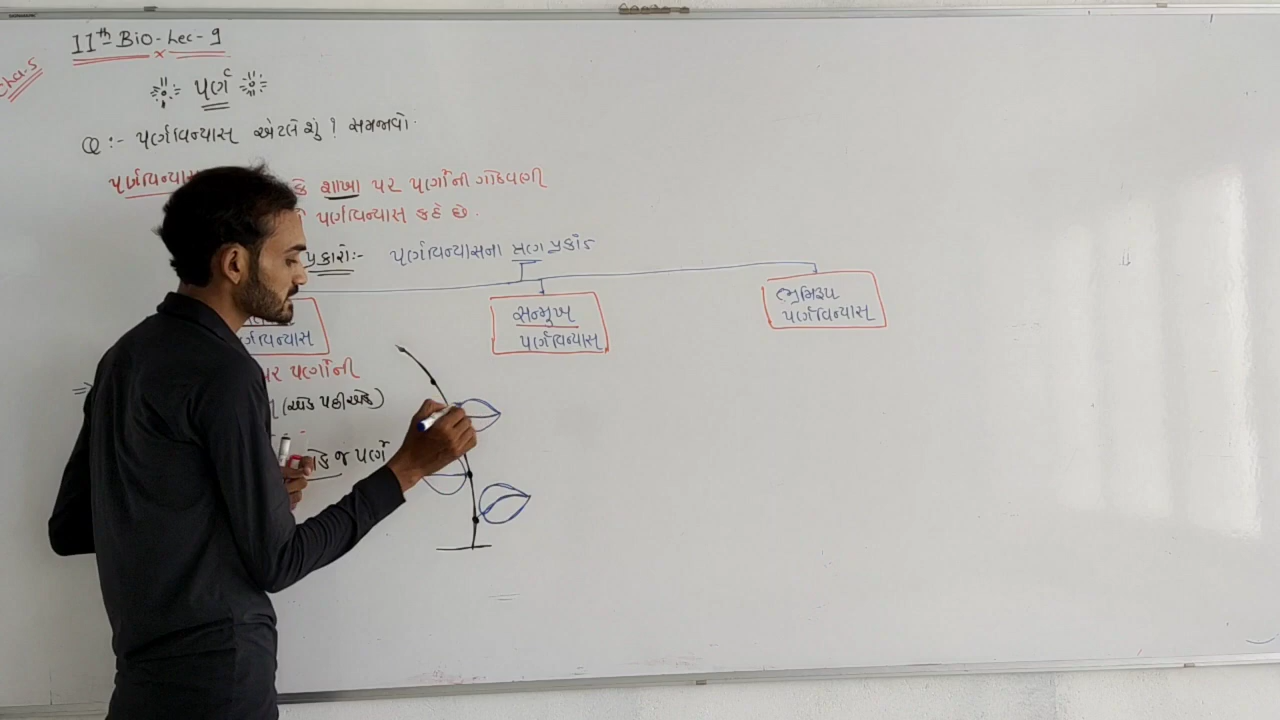 11th Bio - Lec - 9
Cha-5
પર્ણ
Q :- પર્ણવિન્યાસ એટલે શું ? સમજાવો.
પર્ણવિન્યાસ કે શાખા પર પર્ણોની ગોઠવણી
પર્ણવિન્યાસ કહે છે.
પ્રકારો:- પર્ણવિન્યાસના ત્રણ પ્રકાર
સન્મુખ
પર્ણવિન્યાસ
ભ્રમિરૂપ
પર્ણવિન્યાસ
પર્ણવિન્યાસ
પર પર્ણોની
(એક પછી એક)
એક જ પર્ણ